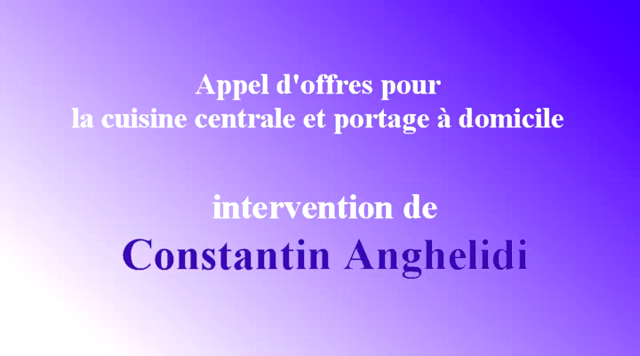 Appel d'offres pour
la cuisine centrale et portage à domicile
intervention de
Constantin Anghelidi